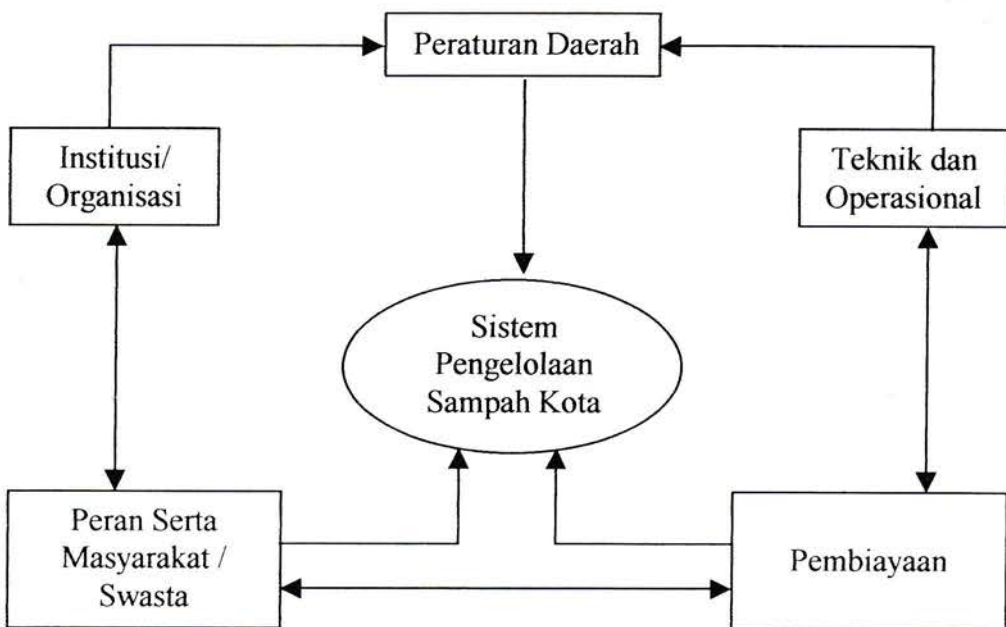 Peraturan Daerah
Institusi/
Organisasi
Teknik dan
Operasional
Sistem
Pengelolaan
Sampah Kota
Peran Serta
Masyarakat /
Swasta
Pembiayaan